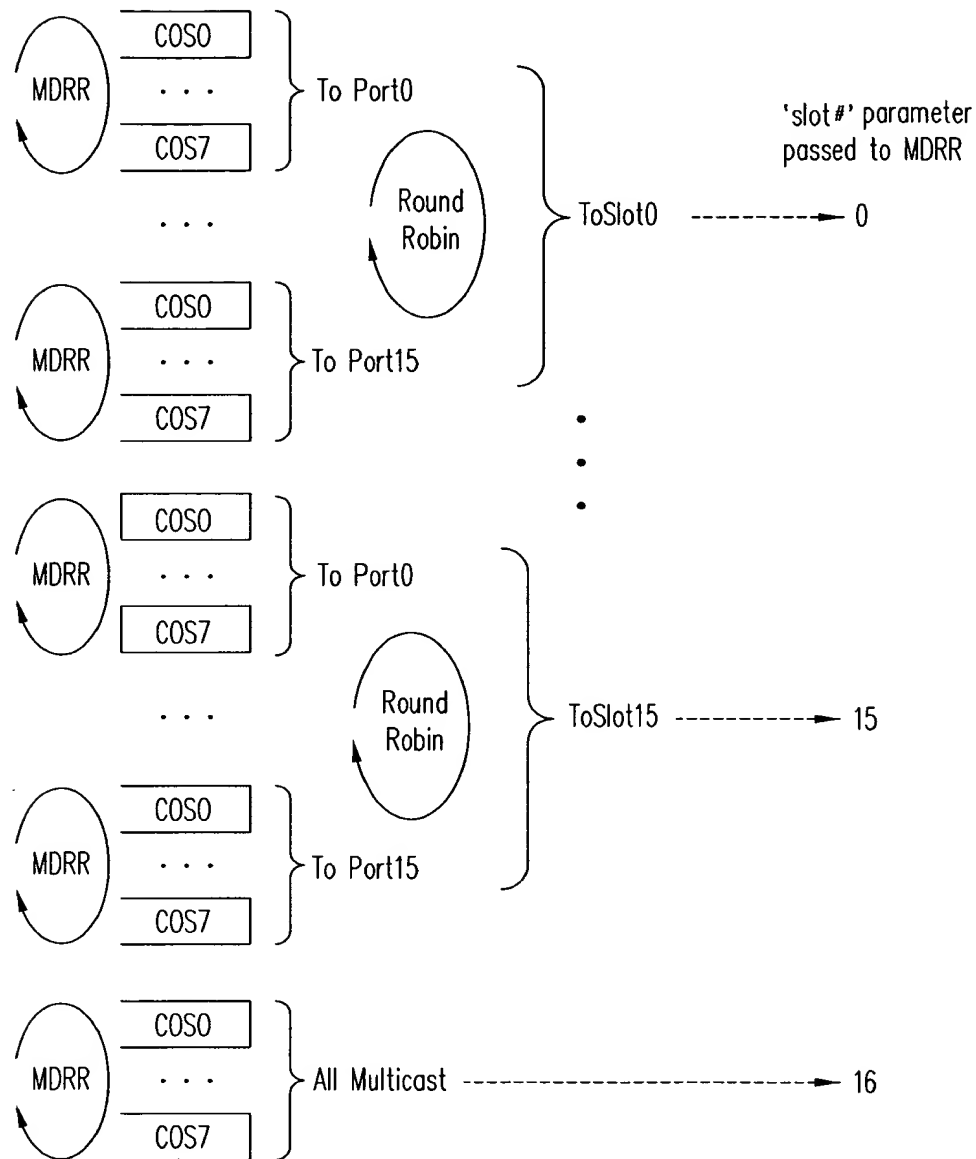 COS0
MDRR
. . .
To Port0
COS7
'slot#' parameter
passed to MDRR
Round
Robin
ToSlot0
0
. . .
COS0
MDRR
. . .
To Port15
COS7
COS0
MDRR
. . .
To Port0
COS7
Round
Robin
ToSlot15
15
. . .
COS0
MDRR
. . .
To Port15
COS7
COS0
MDRR
. . .
All Multicast
16
COS7